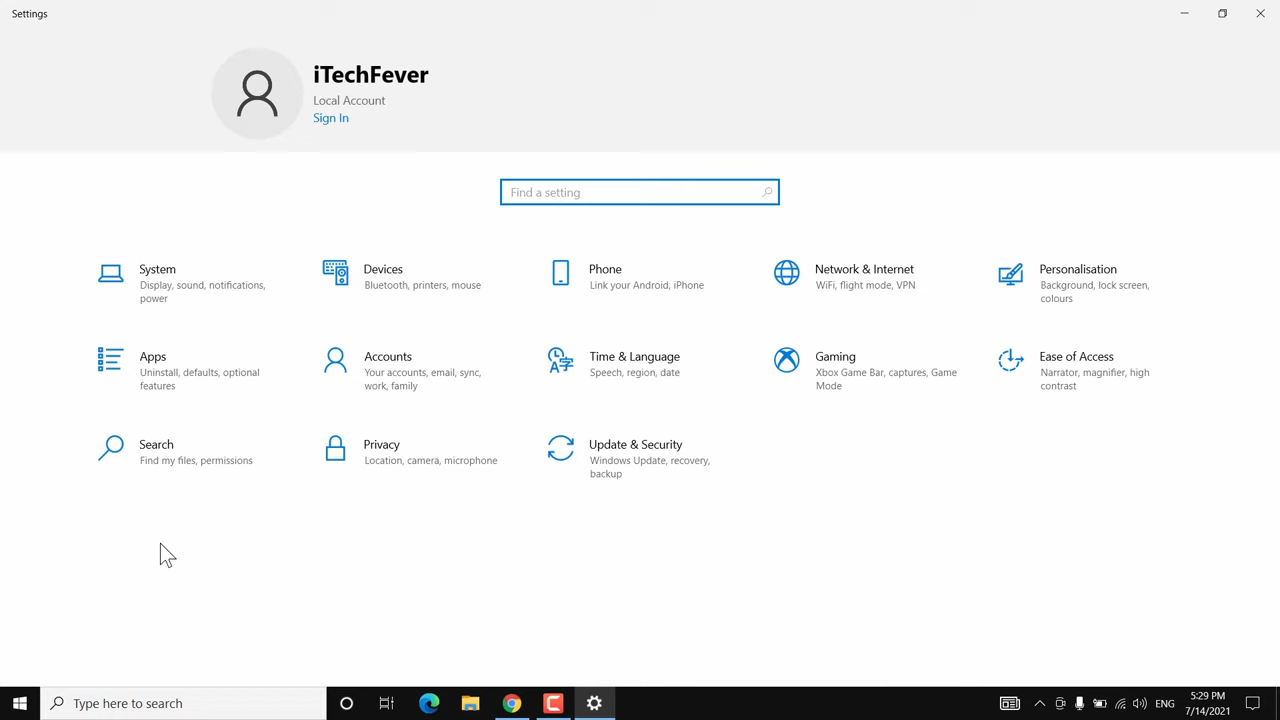 Settings
iTechFever
Local Account
Sign In
Find a setting
System
Display, sound, notifications,
power
Devices
Bluetooth, printers, mouse
Phone
Link your Android, iPhone
Network & Internet
WiFi, flight mode, VPN
Personalisation
Background, lock screen,
colours
Apps
Uninstall, defaults, optional
features
Accounts
Your accounts, email, sync,
work, family
Time & Language
Speech, region, date
Gaming
Xbox Game Bar, captures, Game
Mode
Ease of Access
Narrator, magnifier, high
contrast
Search
Find my files, permissions
Privacy
Location, camera, microphone
Update & Security
Windows Update, recovery,
backup
Type here to search
ENG
5:29 PM
7/14/2021